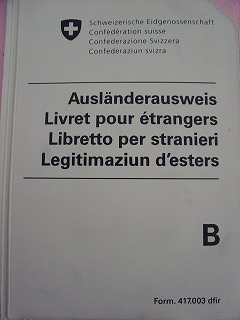 Schweizerische Eidgenossenschaft
Confédération suisse
Confederazione Svizzera
Confederaziun svizra
Ausländerausweis
Livret pour étrangers
Libretto per stranieri
Legitimaziun d'esters
B
Form. 417.003 dfir